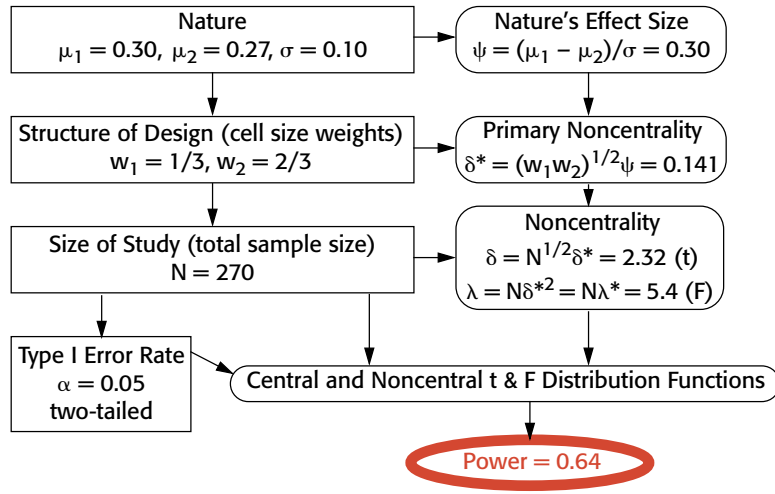 Nature
μ₁ = 0.30, μ₂ = 0.27, σ = 0.10
Nature’s Effect Size
ψ = (μ₁ – μ₂)/σ = 0.30
Structure of Design (cell size weights)
w₁ = 1/3, w₂ = 2/3
Primary Noncentrality
δ* = (w₁w₂)^1/2ψ = 0.141
Size of Study (total sample size)
N = 270
Noncentrality
δ = N^1/2δ* = 2.32 (t)
λ = Nδ*² = Nλ* = 5.4 (F)
Type I Error Rate
α = 0.05
two-tailed
Central and Noncentral t & F Distribution Functions
Power = 0.64